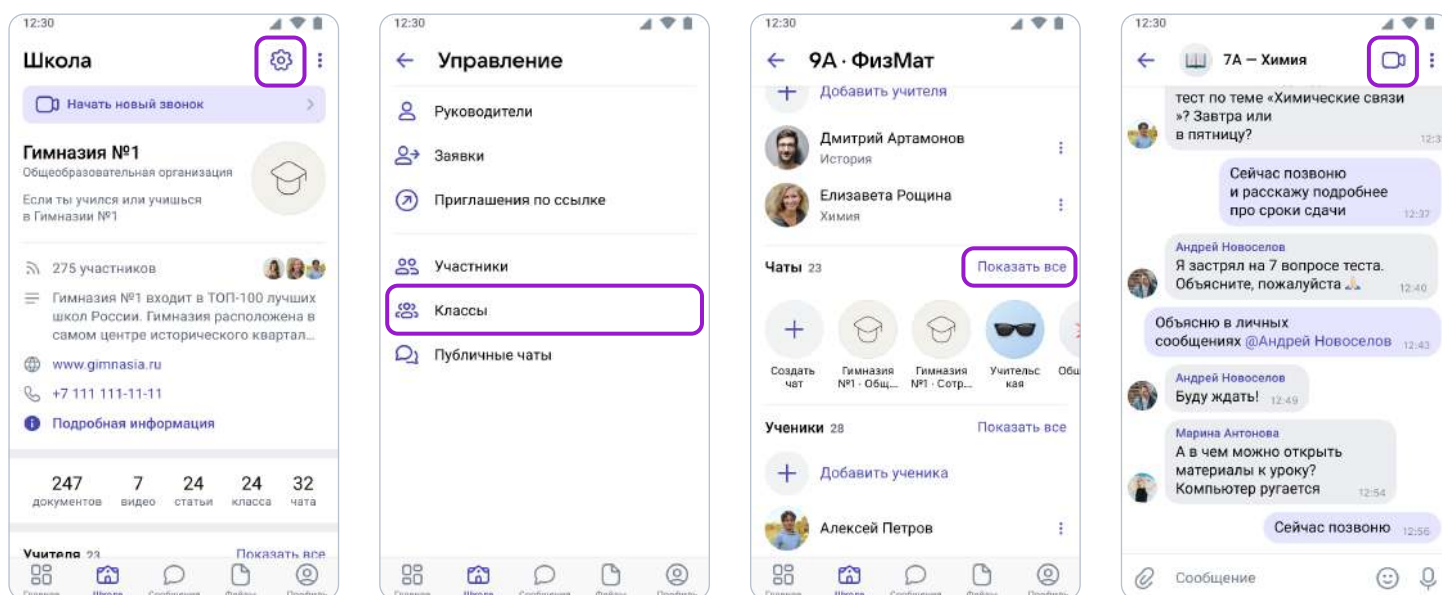 12:30
Школа
Начать новый звонок
Гимназия №1
Общеобразовательная организация
Если ты учился или учишься
в Гимназии №1
275 участников
Гимназия №1 входит в ТОП-100 лучших
школ России. Гимназия расположена в
самом центре исторического квартал...
www.gimnasia.ru
+7 111 111-11-11
Подробная информация
247 7 24 24 32
документов видео статьи класса чата
Учителя 23 Показать все
12:30
Управление
Руководители
Заявки
Приглашения по ссылке
Участники
Классы
Публичные чаты
12:30
9А · ФизМат
Добавить учителя
Дмитрий Артамонов
История
Елизавета Рощина
Химия
Чаты 23 Показать все
Создать Гимназия Гимназия Учительс Общ
чат №1 · Общ... №1 · Сотр... кая
Ученики 28 Показать все
Добавить ученика
Алексей Петров
12:30
7А — Химия
тест по теме «Химические связи
»? Завтра или
в пятницу? 12:3
Сейчас позвоню
и расскажу подробнее
про сроки сдачи 12:37
Андрей Новоселов
Я застрял на 7 вопросе теста.
Объясните, пожалуйста 🙏 12:40
Объясню в личных
сообщениях @Андрей Новоселов 12:43
Андрей Новоселов
Буду ждать! 12:49
Марина Антонова
А в чем можно открыть
материалы к уроку?
Компьютер ругается 12:54
Сейчас позвоню 12:56
Сообщение